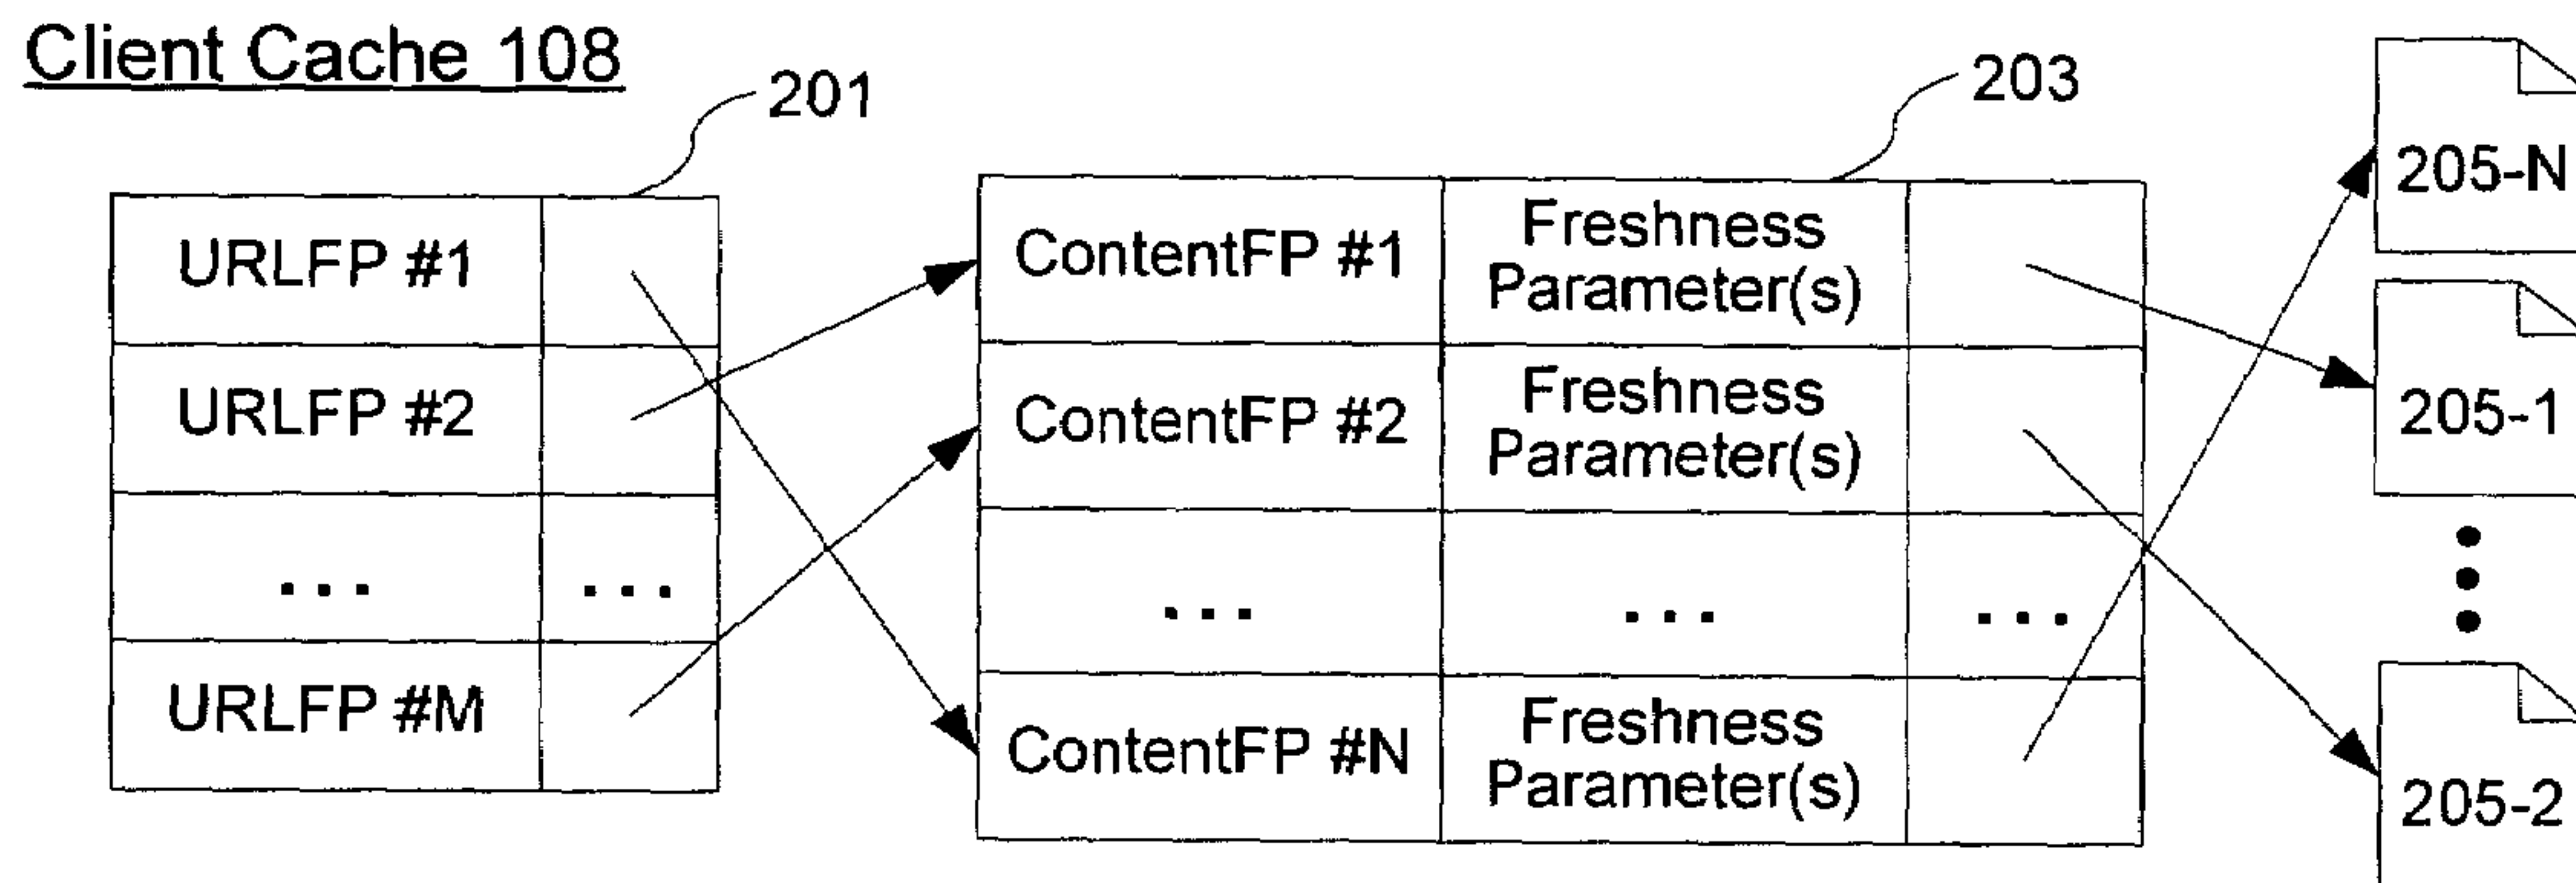 Client Cache 108
201
203
URLFP #1
URLFP #2
... ...
URLFP #M
ContentFP #1
Freshness
Parameter(s)
ContentFP #2
Freshness
Parameter(s)
... ... ...
ContentFP #N
Freshness
Parameter(s)
205-N
205-1
205-2